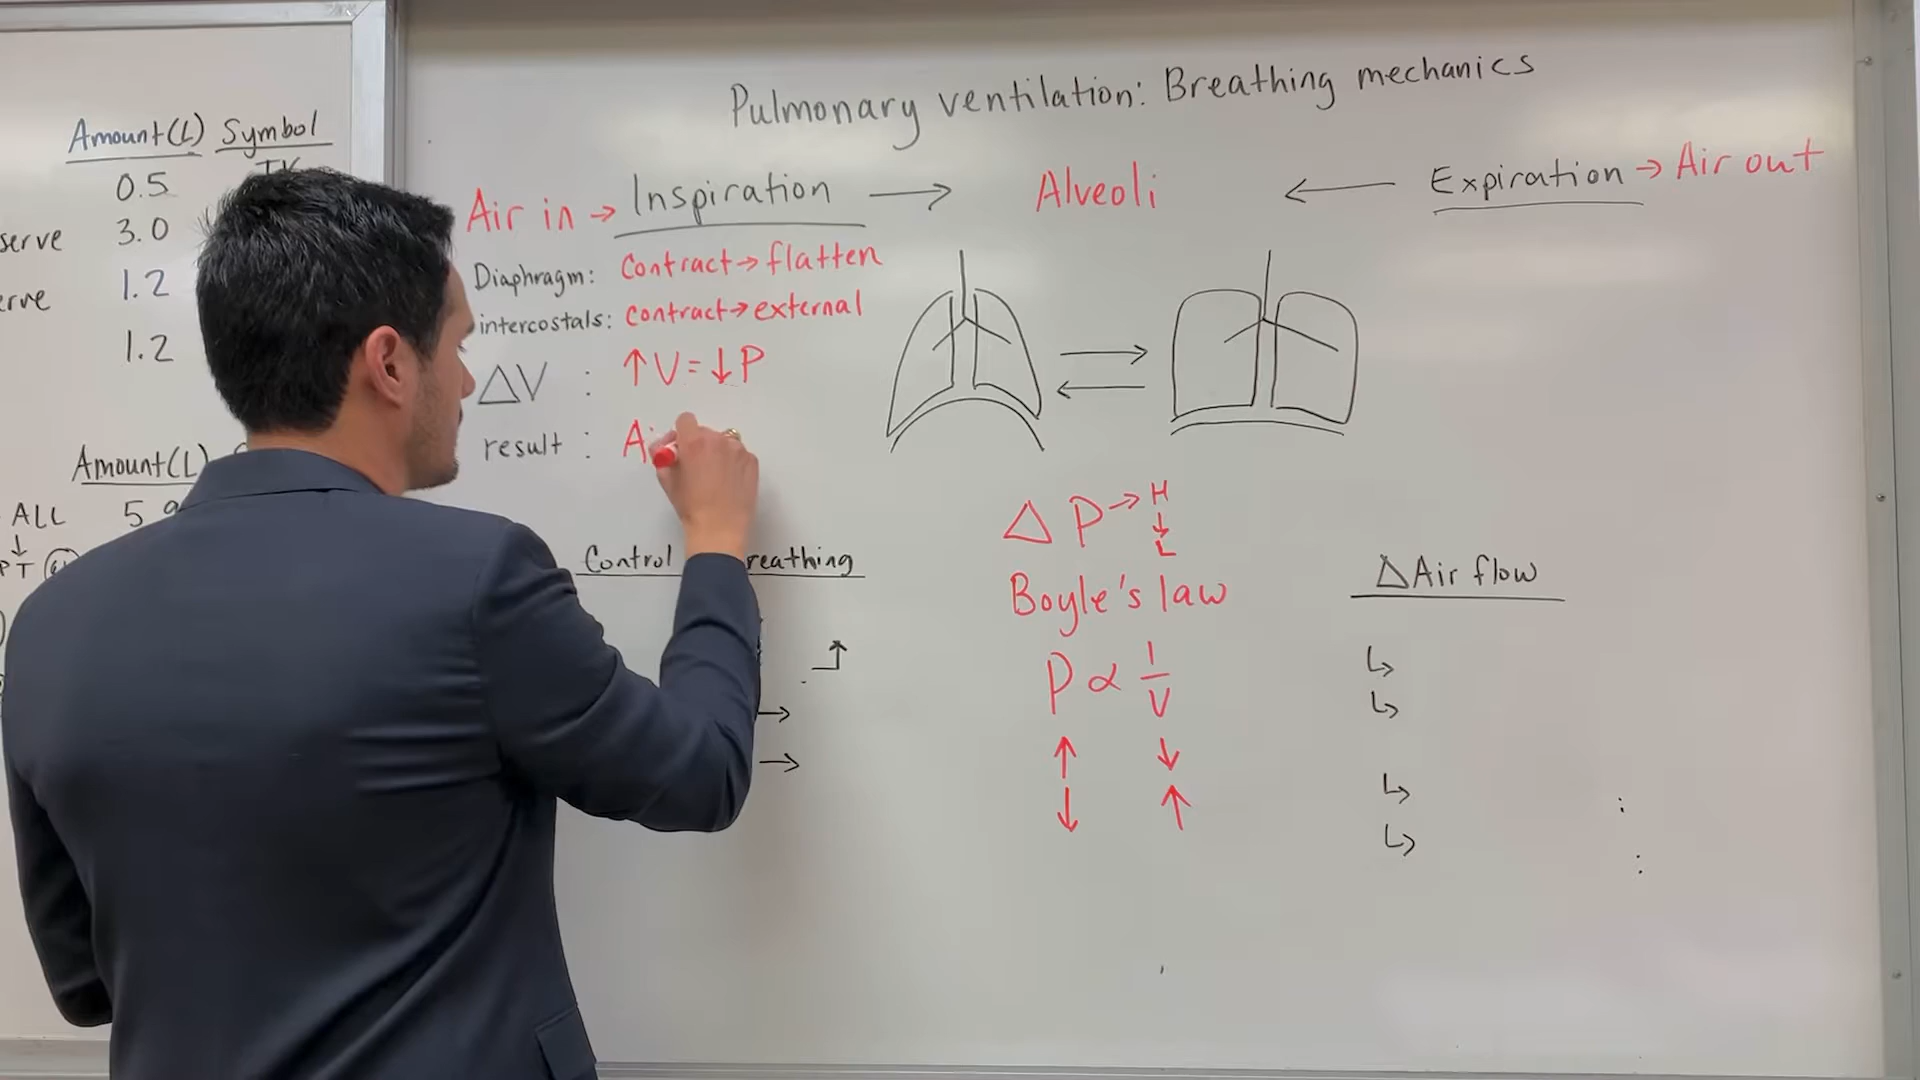 Amount(L) Symbol
0.5
serve 3.0
1.2
erve
1.2
Amount(L)
ALL 5
↓
PT
Pulmonary ventilation: Breathing mechanics
Air in → Inspiration → Alveoli ← Expiration → Air out
Diaphragm: Contract → flatten
intercostals: contract → external
ΔV : ↑V = ↓P
result : Ai
Control reathing
ΔP → H
↓
L
Boyle's law
P ∝ 1/V
↑ ↓
↓ ↑
ΔAir flow